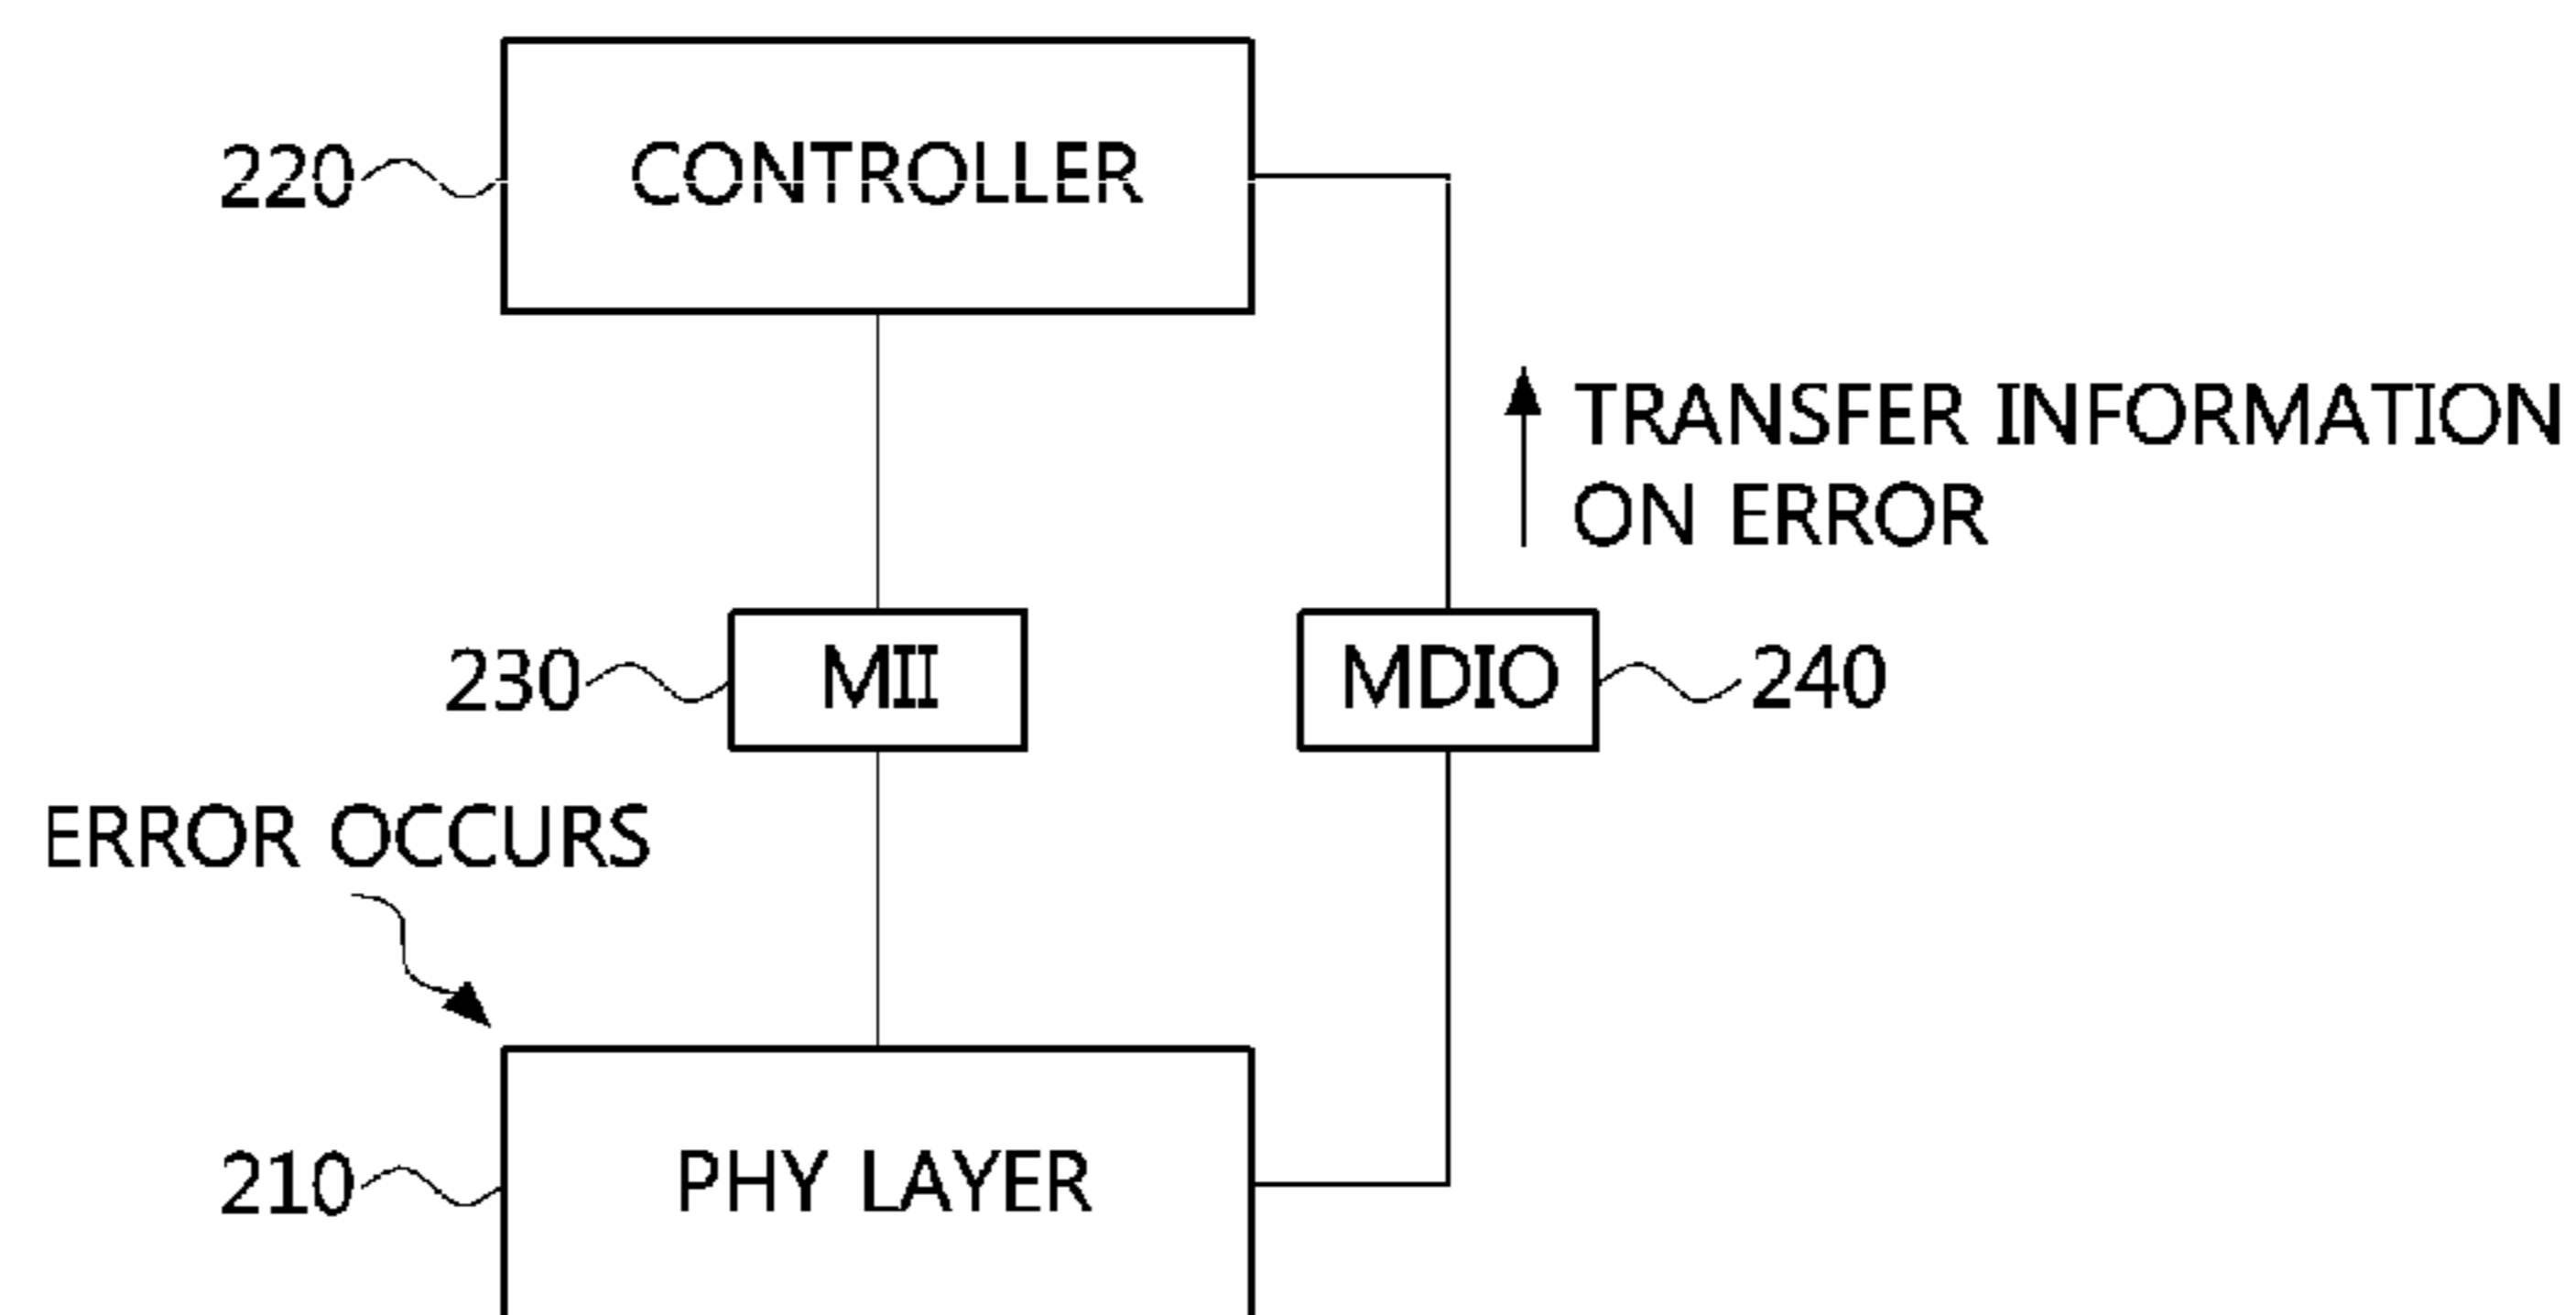 220
CONTROLLER
TRANSFER INFORMATION
ON ERROR
230
MII
MDIO
240
ERROR OCCURS
210
PHY LAYER